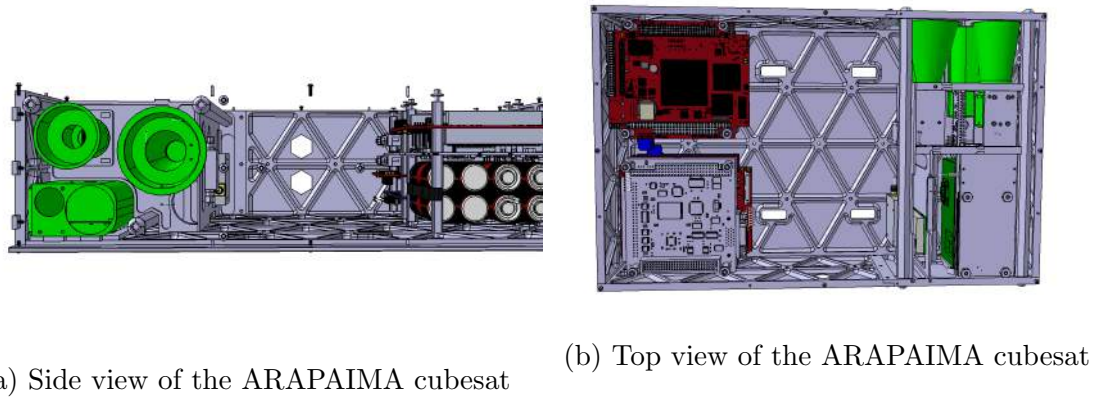 a) Side view of the ARAPAIMA cubesat
(b) Top view of the ARAPAIMA cubesat